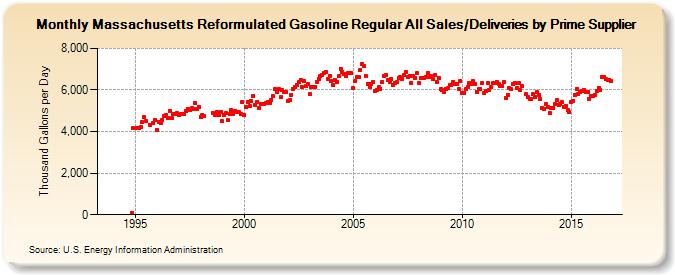 Monthly Massachusetts Reformulated Gasoline Regular All Sales/Deliveries by Prime Supplier
Thousand Gallons per Day
8,000
6,000
4,000
2,000
0
1995 2000 2005 2010 2015
Source: U.S. Energy Information Administration